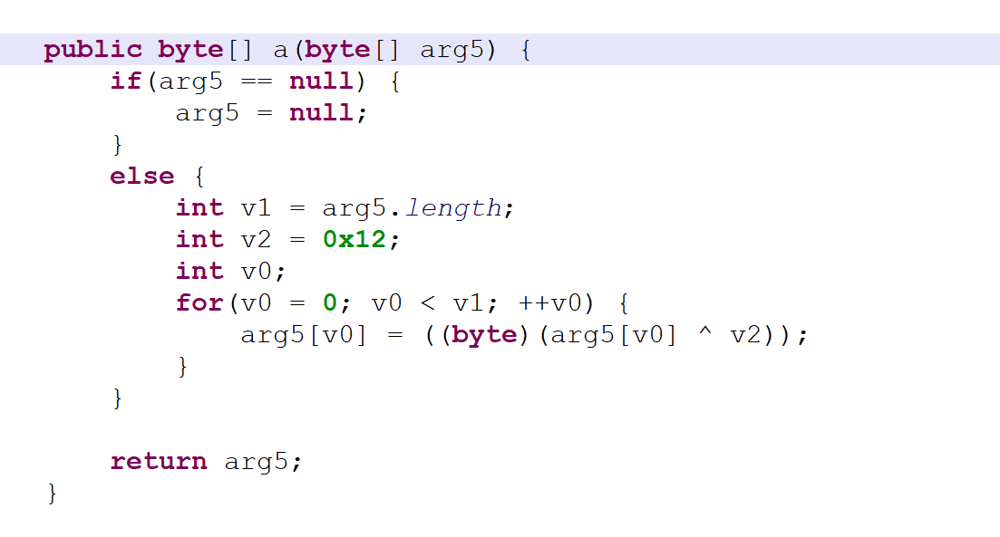 public byte[] a(byte[] arg5) {
    if(arg5 == null) {
        arg5 = null;
    }
    else {
        int v1 = arg5.length;
        int v2 = 0x12;
        int v0;
        for(v0 = 0; v0 < v1; ++v0) {
            arg5[v0] = ((byte)(arg5[v0] ^ v2));
        }
    }

    return arg5;
}